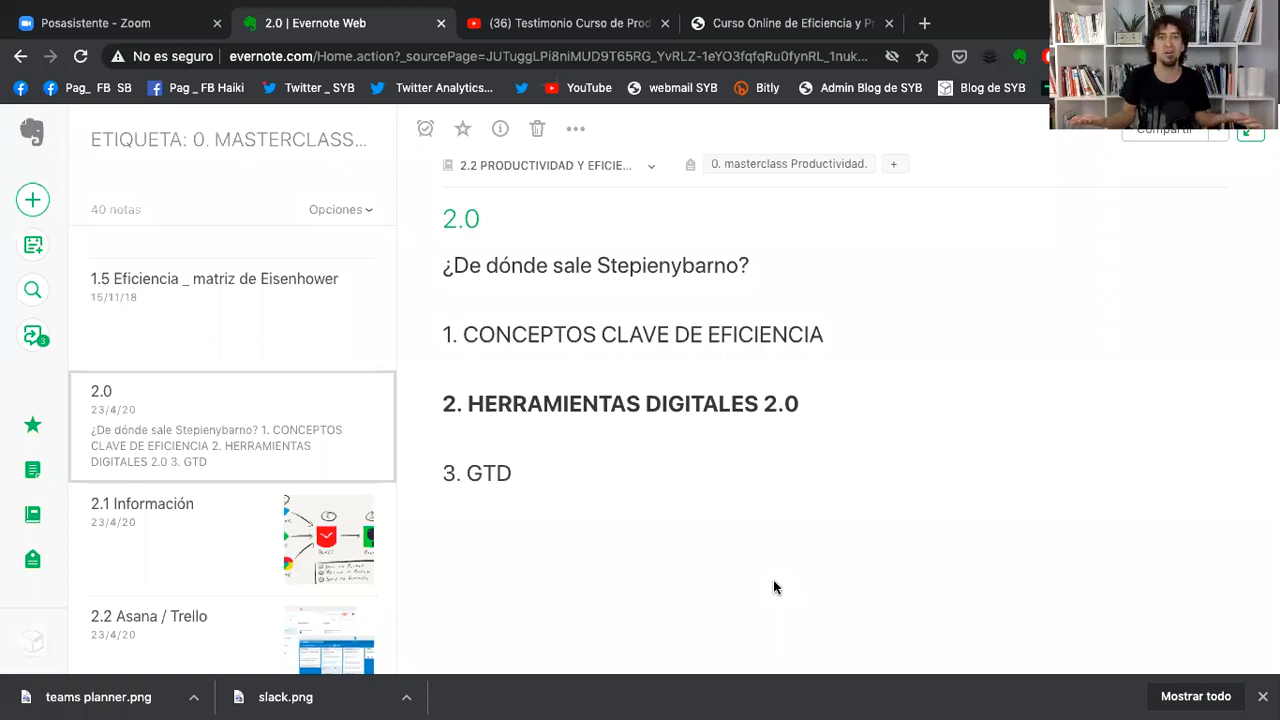 Posasistente - Zoom
2.0 | Evernote Web
(36) Testimonio Curso de Prod
Curso Online de Eficiencia y Pr
No es seguro
evernote.com/Home.action?_sourcePage=JUTuggLPi8niMUD9T65RG_YvRLZ-1eYO3fqfqRu0fynRL_1nuk...
Pag_ FB SB
Pag _ FB Haiki
Twitter _ SYB
Twitter Analytics...
YouTube
webmail SYB
Bitly
Admin Blog de SYB
Blog de SYB
ETIQUETA: 0. MASTERCLASS...
Compartir
2.2 PRODUCTIVIDAD Y EFICIE...
0. masterclass Productividad.
+
40 notas
Opciones
2.0
¿De dónde sale Stepienybarno?
1. CONCEPTOS CLAVE DE EFICIENCIA
2. HERRAMIENTAS DIGITALES 2.0
3. GTD
1.5 Eficiencia _ matriz de Eisenhower
15/11/18
3
2.0
23/4/20
¿De dónde sale Stepienybarno? 1. CONCEPTOS
CLAVE DE EFICIENCIA 2. HERRAMIENTAS
DIGITALES 2.0 3. GTD
2.1 Información
23/4/20
2.2 Asana / Trello
23/4/20
teams planner.png
slack.png
Mostrar todo